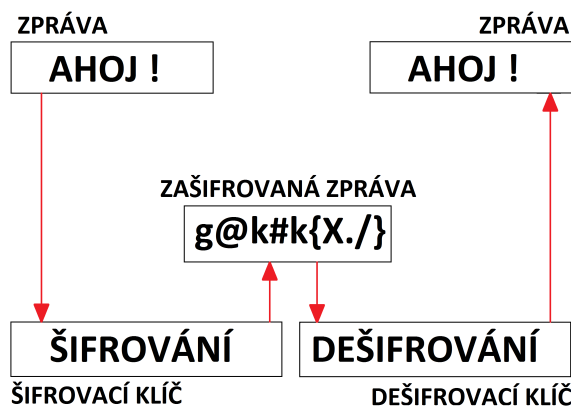 ZPRÁVA
AHOJ !
ZPRÁVA
AHOJ !
ZAŠIFROVANÁ ZPRÁVA
g@k#k{X./}
ŠIFROVÁNÍ
ŠIFROVACÍ KLÍČ
DEŠIFROVÁNÍ
DEŠIFROVACÍ KLÍČ